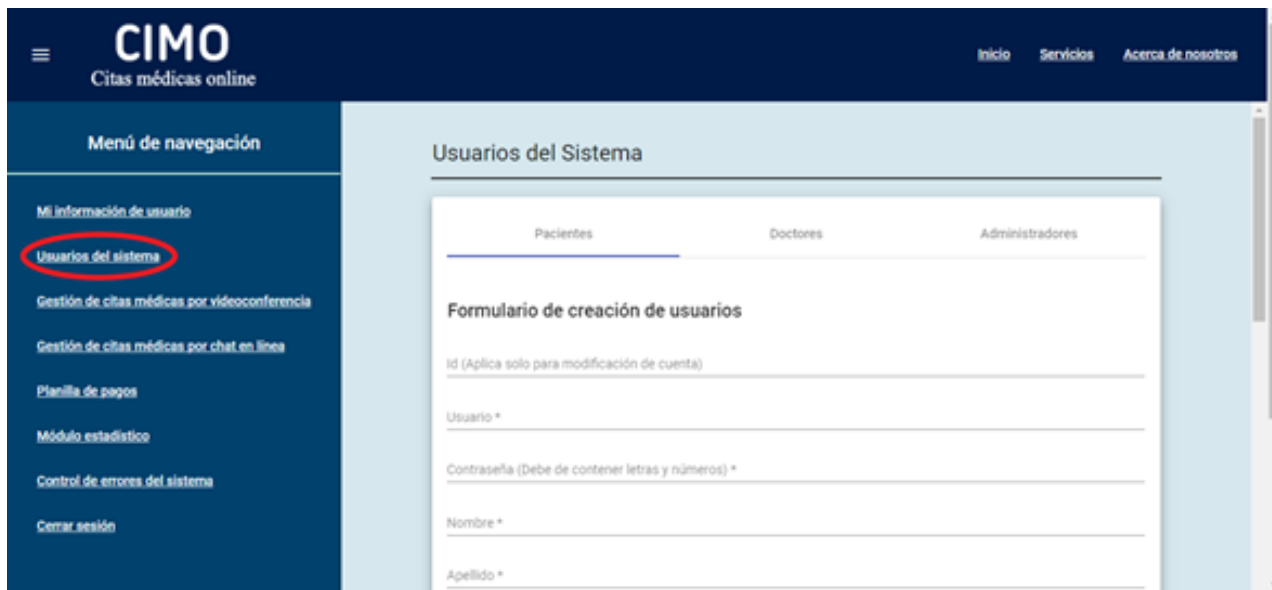 CIMO
Citas médicas online
Inicio Servicios Acerca de nosotros
Menú de navegación
Mi información de usuario
Usuarios del sistema
Gestión de citas médicas por videoconferencia
Gestión de citas médicas por chat en línea
Planilla de pagos
Módulo estadístico
Control de errores del sistema
Cerrar sesión
Usuarios del Sistema
Pacientes Doctores Administradores
Formulario de creación de usuarios
Id (Aplica solo para modificación de cuenta)
Usuario *
Contraseña (Debe de contener letras y números) *
Nombre *
Apellido *